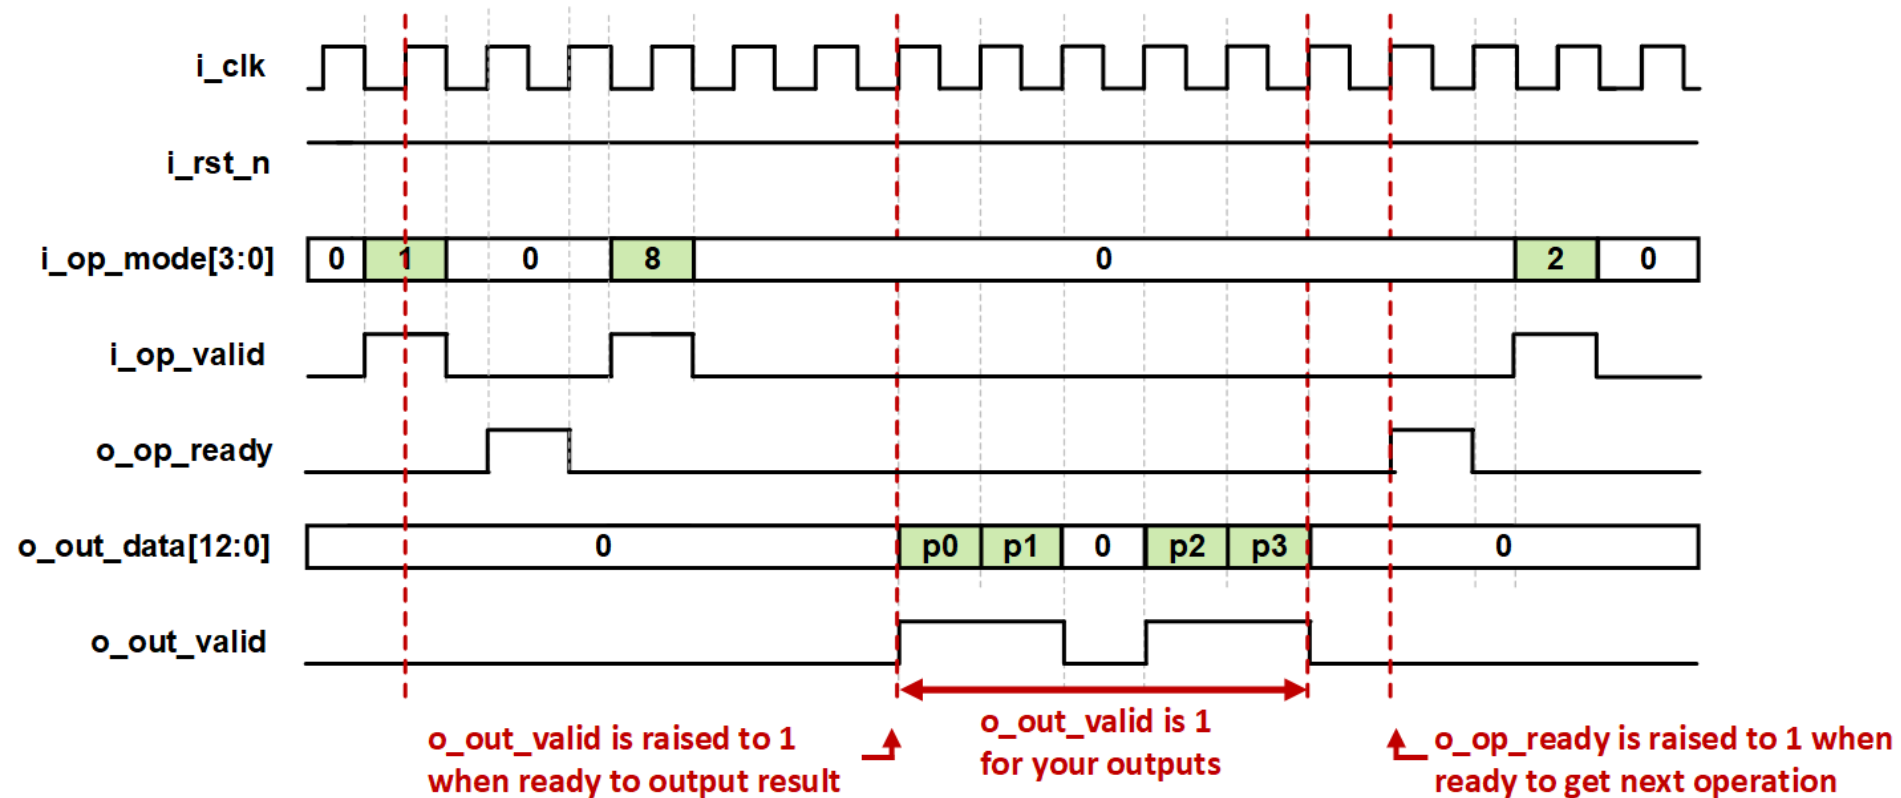 i_clk
i_rst_n
i_op_mode[3:0] 0 1 0 8 0 2 0
i_op_valid
o_op_ready
o_out_data[12:0] 0 p0 p1 0 p2 p3 0
o_out_valid
o_out_valid is raised to 1
when ready to output result
o_out_valid is 1
for your outputs
o_op_ready is raised to 1 when
ready to get next operation